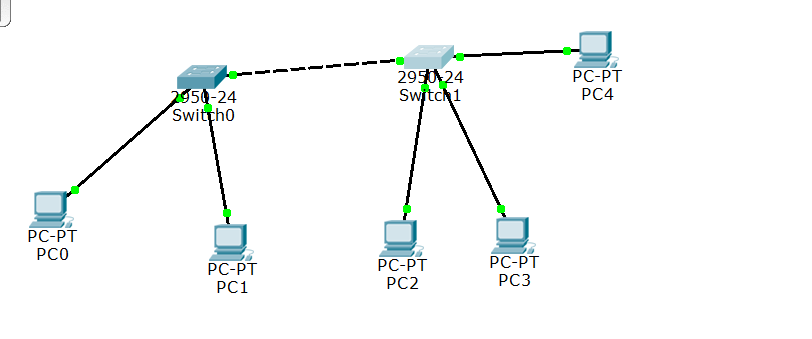 2950-24
Switch0
2950-24
Switch1
PC-PT
PC4
PC-PT
PC0
PC-PT
PC1
PC-PT
PC2
PC-PT
PC3